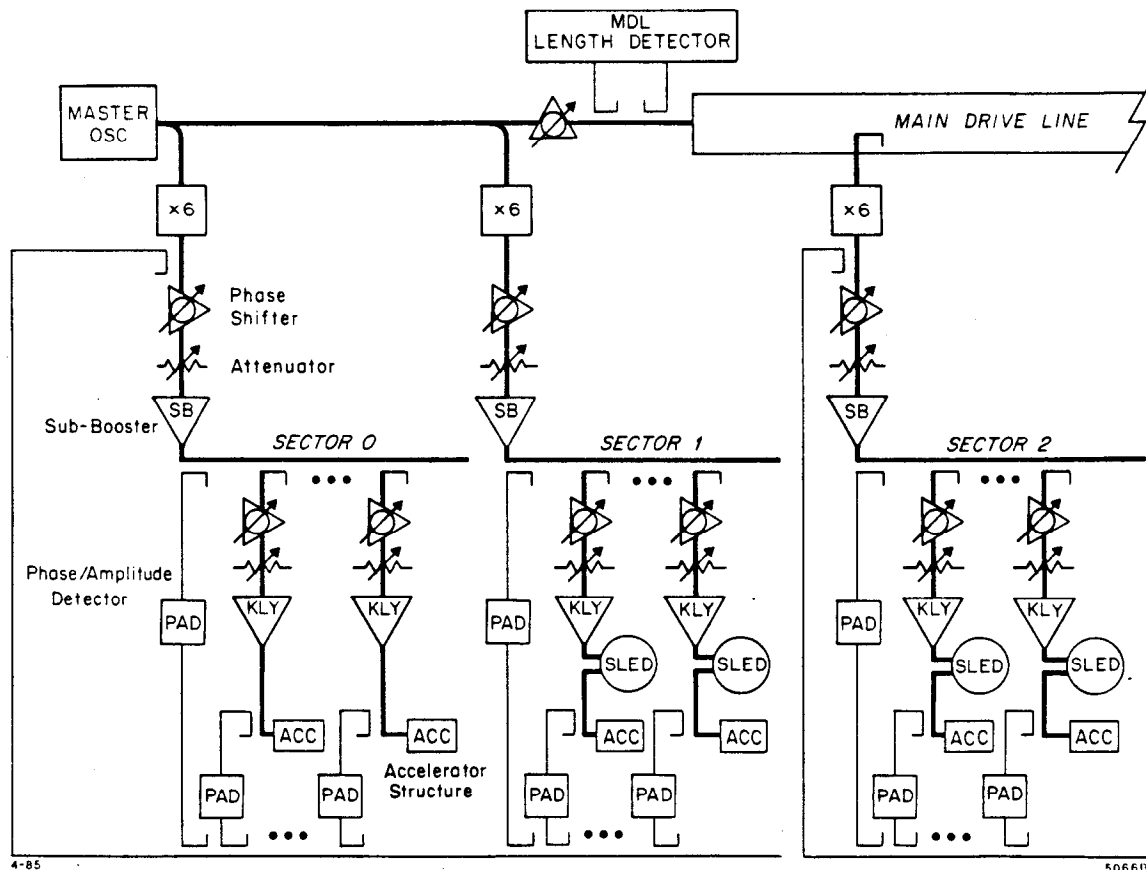 MDL
LENGTH DETECTOR
MASTER
OSC
MAIN DRIVE LINE
×6
×6
×6
Phase
Shifter
Attenuator
Sub-Booster
SB
SB
SB
SECTOR 0
SECTOR 1
SECTOR 2
Phase/Amplitude
Detector
KLY
KLY
KLY
KLY
KLY
KLY
PAD
PAD
PAD
SLED
SLED
SLED
SLED
ACC
ACC
ACC
ACC
ACC
ACC
Accelerator
Structure
PAD
PAD
PAD
PAD
PAD
PAD
4-85